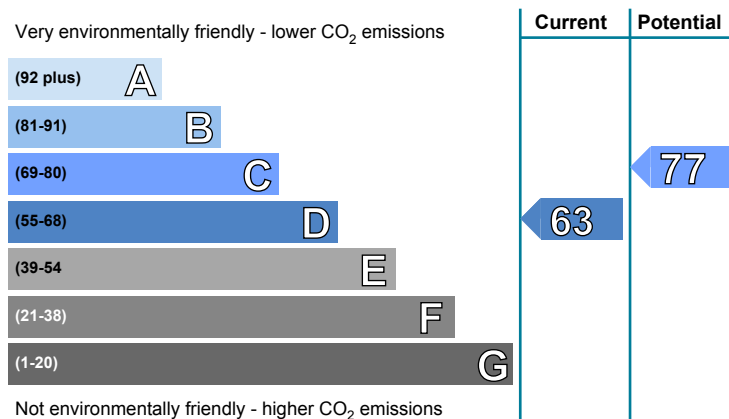 Very environmentally friendly - lower CO2 emissions
Current
Potential
(92 plus) A
(81-91) B
(69-80) C
77
(55-68) D
63
(39-54 E
(21-38) F
(1-20) G
Not environmentally friendly - higher CO2 emissions